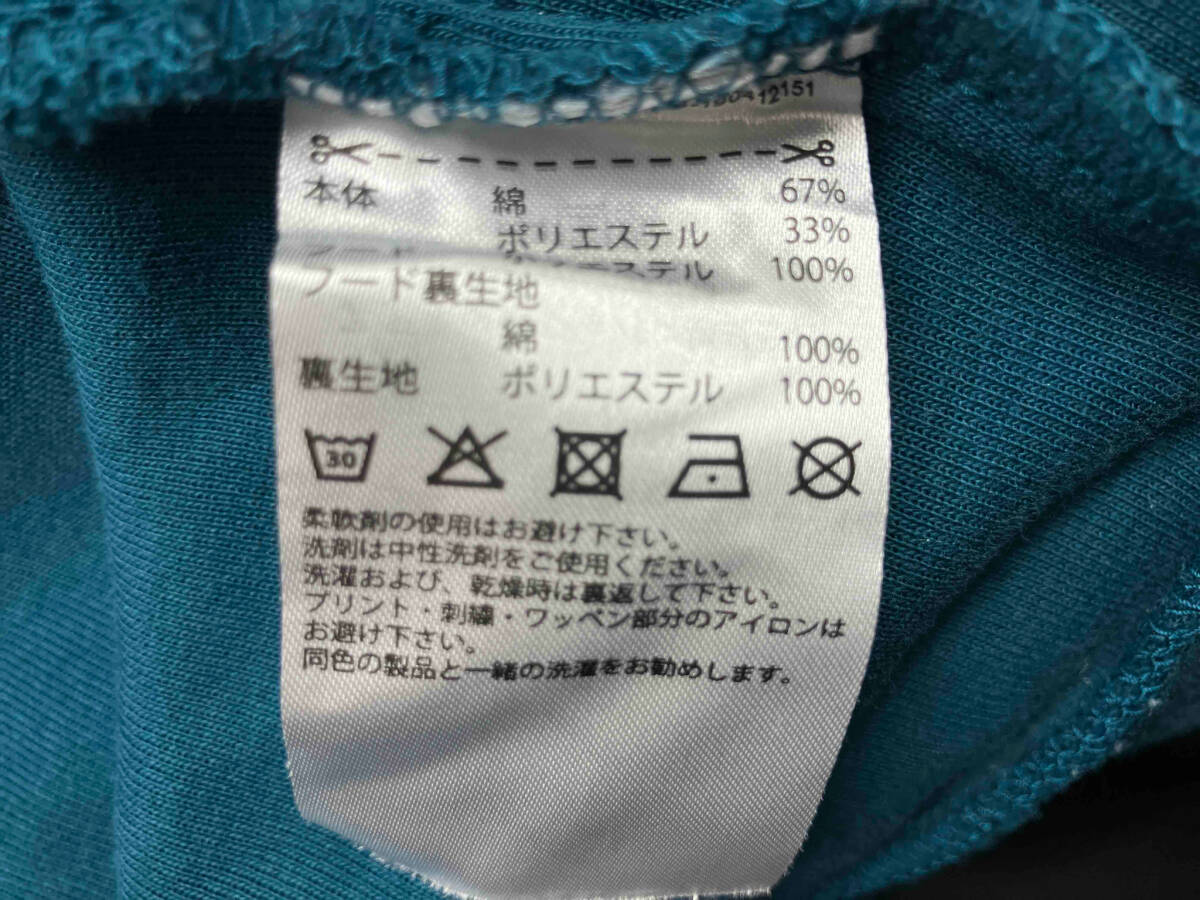 12151
本体 綿 67%
ポリエステル 33%
100%
フード裏生地
綿 100%
裏生地 ポリエステル 100%
30
柔軟剤の使用はお避け下さい。
洗剤は中性洗剤をご使用ください。
洗濯および、乾燥時は裏返して下さい。
プリント・刺繍・ワッペン部分のアイロンは
お避け下さい。
同色の製品と一緒の洗濯をお勧めします。